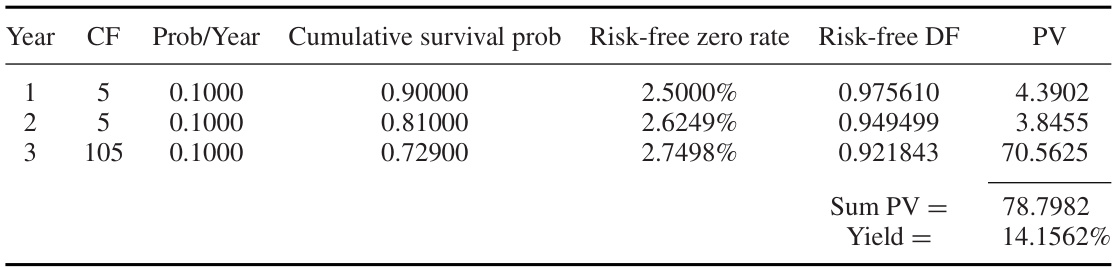 Year CF Prob/Year Cumulative survival prob Risk-free zero rate Risk-free DF PV
1 5 0.1000 0.90000 2.5000% 0.975610 4.3902
2 5 0.1000 0.81000 2.6249% 0.949499 3.8455
3 105 0.1000 0.72900 2.7498% 0.921843 70.5625
Sum PV = 78.7982
Yield = 14.1562%